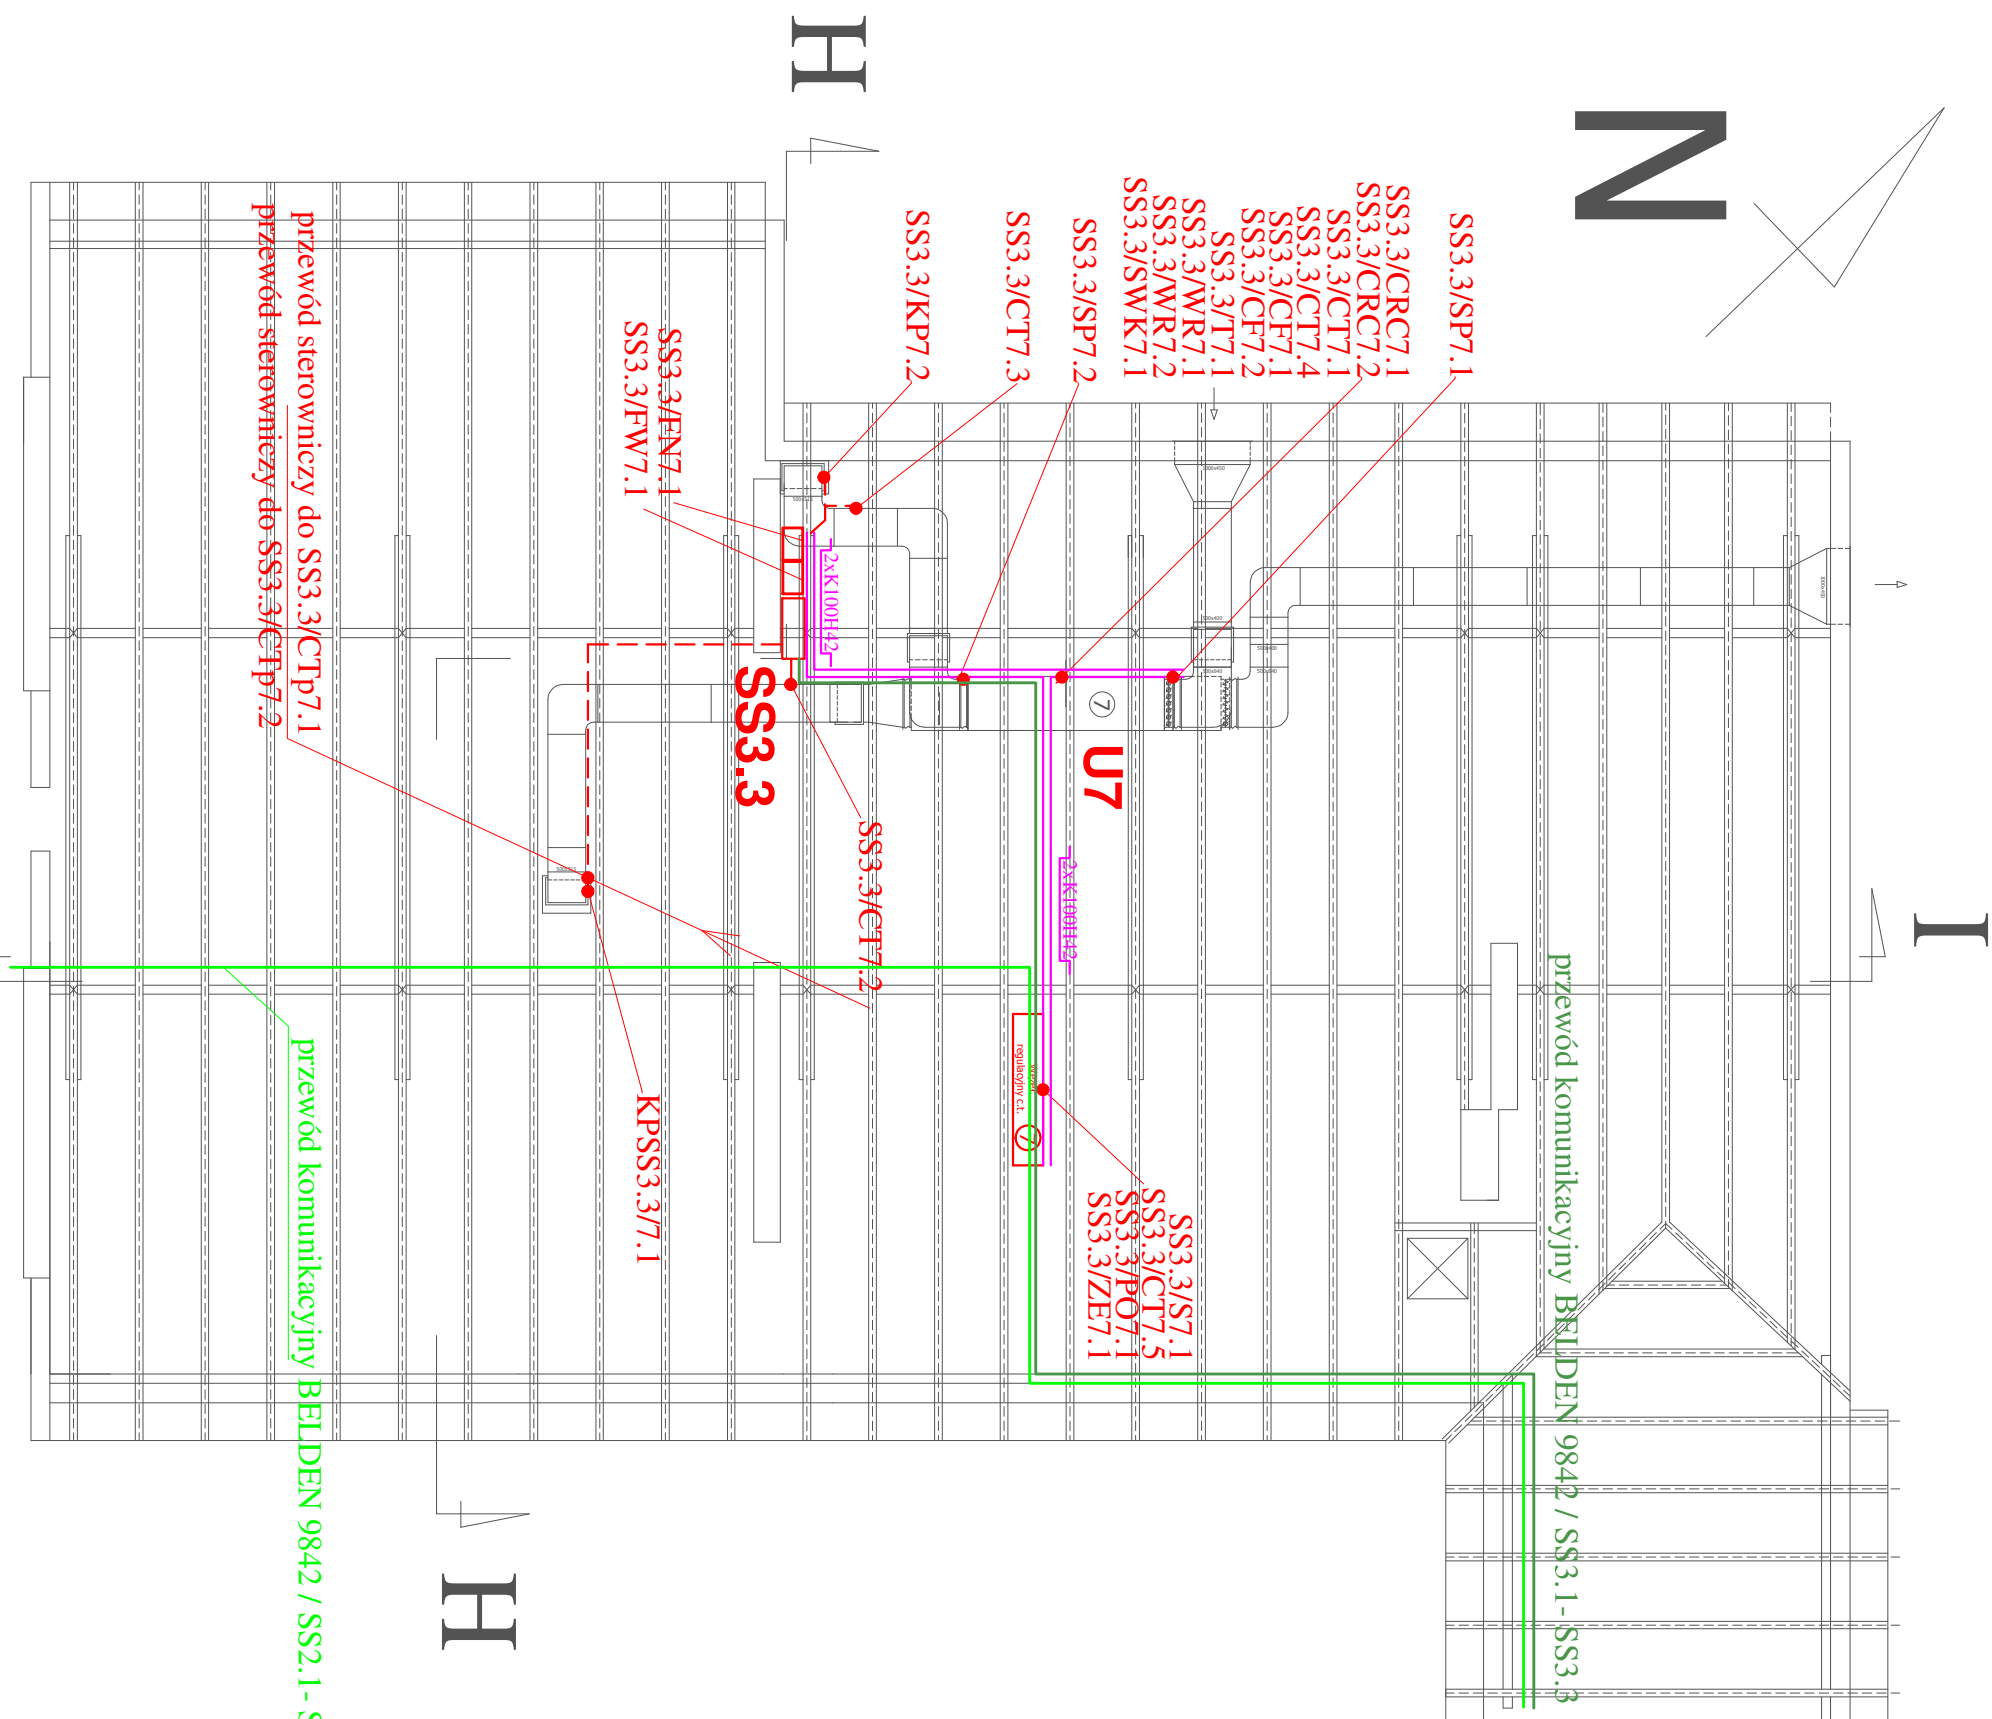 N
H
I
H
SS3.3/SP7.1
SS3.3/CRC7.1
SS3.3/CRC7.2
SS3.3/CT7.1
SS3.3/CT7.4
SS3.3/CF7.1
SS3.3/CF7.2
SS3.3/T7.1
SS3.3/WR7.1
SS3.3/WR7.2
SS3.3/SWK7.1
SS3.3/SP7.2
SS3.3/CT7.3
SS3.3/KP7.2
SS3.3/FN7.1
SS3.3/FW7.1
przewód sterowniczy do SS3.3/CTp7.1
przewód sterowniczy do SS3.3/CTp7.2
2xK100H42
SS3.3
7
U7
2xK100H42
SS3.3/CT7.2
KPSS3.3/7.1
regulacyjny c.t.
7
SS3.3/S7.1
SS3.3/CT7.5
SS3.3/PO7.1
SS3.3/ZE7.1
przewód komunikacyjny BELDEN 9842 / SS3.1- SS3.3
przewód komunikacyjny BELDEN 9842 / SS2.1- S